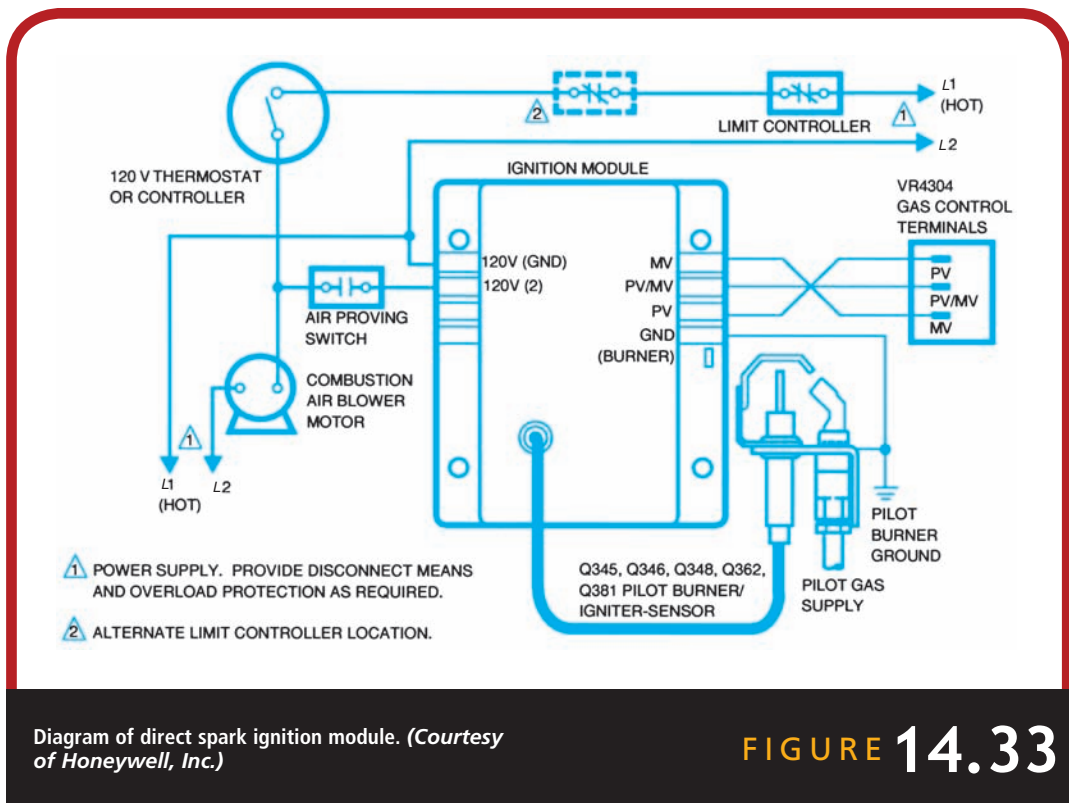 L1
(HOT)
2
1
LIMIT CONTROLLER
L2
IGNITION MODULE
120 V THERMOSTAT
OR CONTROLLER
VR4304
GAS CONTROL
TERMINALS
120V (GND)
120V (2)
MV
PV/MV
PV
GND
(BURNER)
PV
PV/MV
MV
AIR PROVING
SWITCH
COMBUSTION
AIR BLOWER
MOTOR
1
L1
(HOT)
L2
PILOT
BURNER
GROUND
PILOT GAS
SUPPLY
Q345, Q346, Q348, Q362,
Q381 PILOT BURNER/
IGNITER-SENSOR
1 POWER SUPPLY. PROVIDE DISCONNECT MEANS
AND OVERLOAD PROTECTION AS REQUIRED.
2 ALTERNATE LIMIT CONTROLLER LOCATION.
Diagram of direct spark ignition module. (Courtesy
of Honeywell, Inc.)
FIGURE 14.33